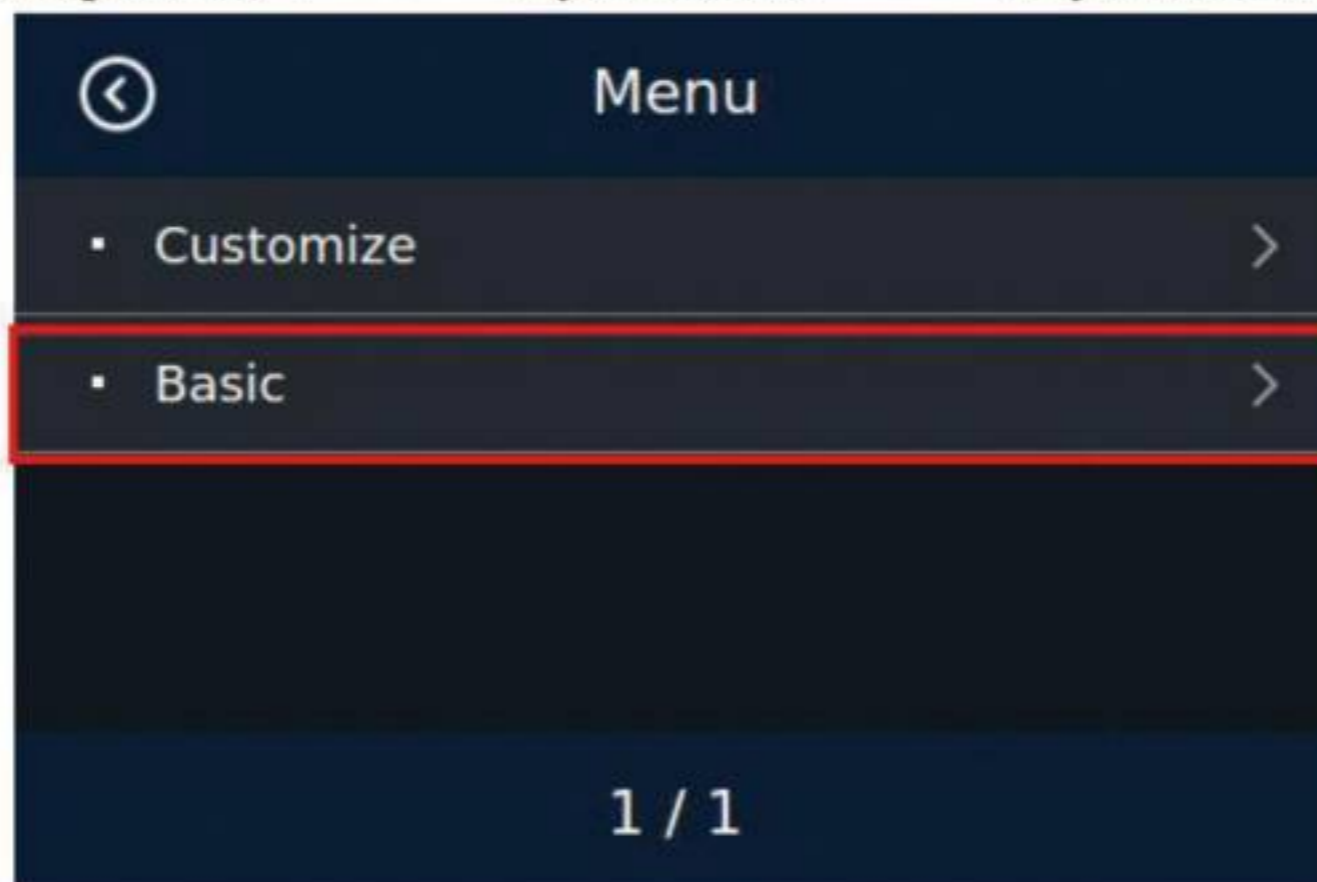 Menu
▪ Customize
▪ Basic
1 / 1